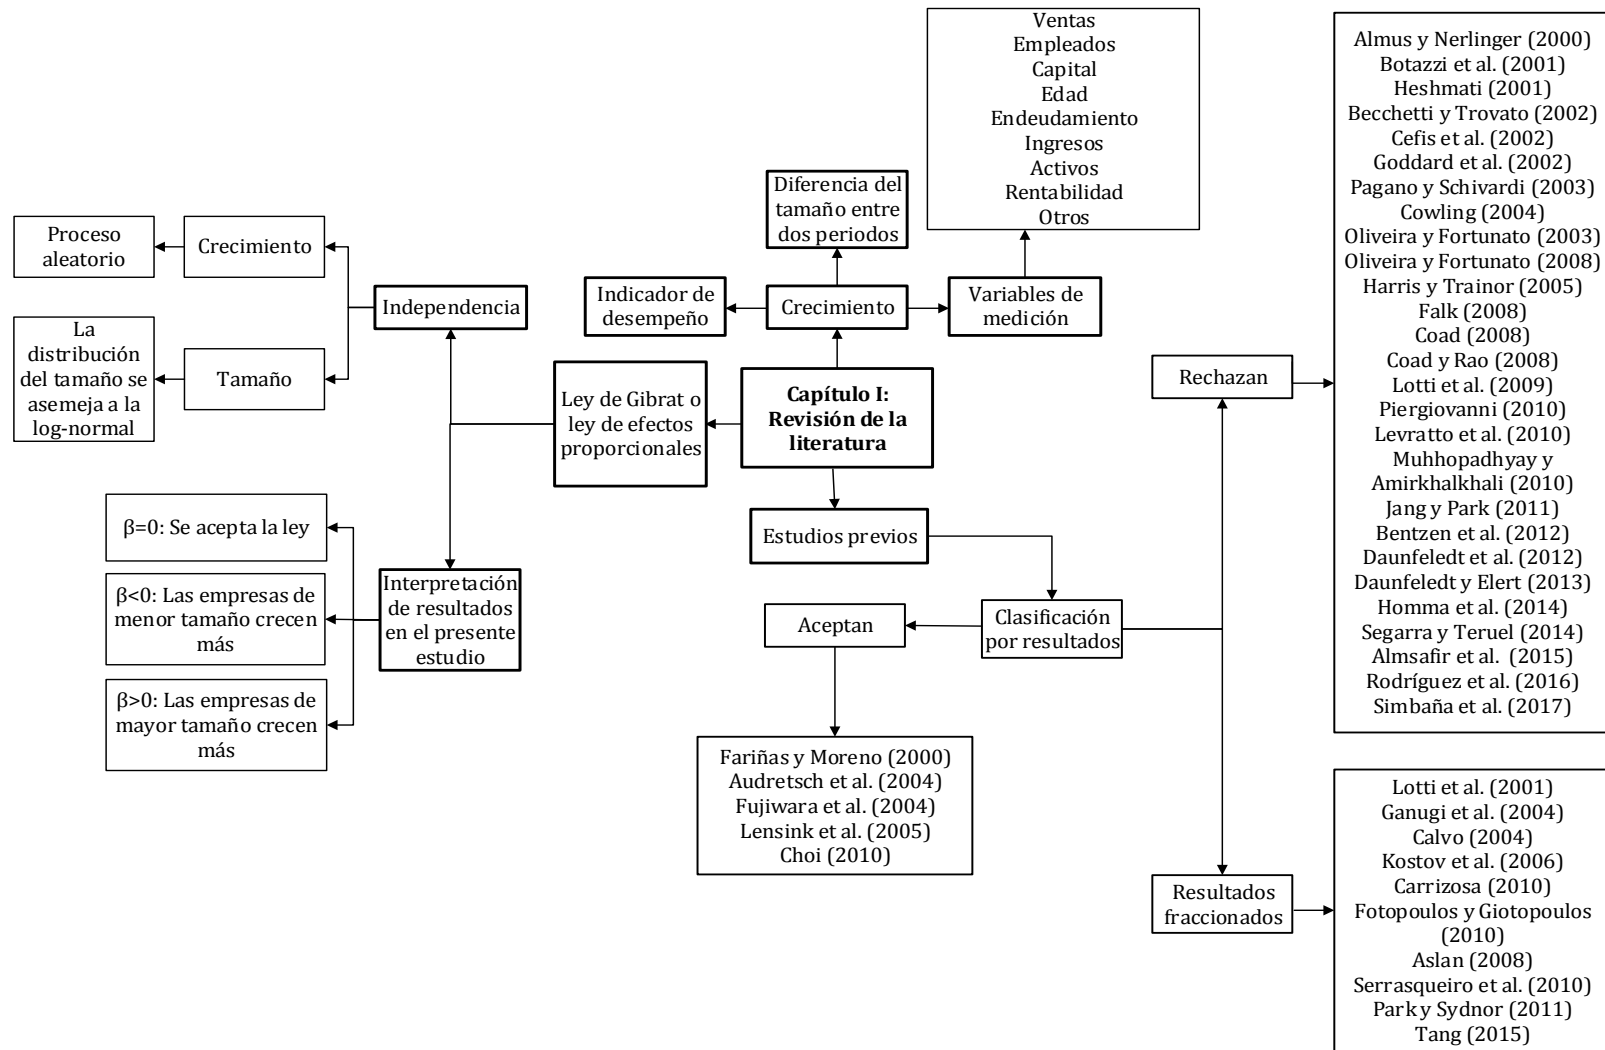 Ventas
Empleados
Capital
Edad
Endeudamiento
Ingresos
Activos
Rentabilidad
Otros
Diferencia del
tamaño entre
dos periodos
Indicador de
desempeño
Crecimiento
Variables de
medición
Proceso
aleatorio
Crecimiento
Independencia
La
distribución
del tamaño se
asemeja a la
log-normal
Tamaño
Ley de Gibrat o
ley de efectos
proporcionales
Capítulo I:
Revisión de la
literatura
β=0: Se acepta la ley
β<0: Las empresas de
menor tamaño crecen
más
β>0: Las empresas de
mayor tamaño crecen
más
Interpretación
de resultados
en el presente
estudio
Estudios previos
Aceptan
Clasificación
por resultados
Fariñas y Moreno (2000)
Audretsch et al. (2004)
Fujiwara et al. (2004)
Lensink et al. (2005)
Choi (2010)
Rechazan
Almus y Nerlinger (2000)
Botazzi et al. (2001)
Heshmati (2001)
Becchetti y Trovato (2002)
Cefis et al. (2002)
Goddard et al. (2002)
Pagano y Schivardi (2003)
Cowling (2004)
Oliveira y Fortunato (2003)
Oliveira y Fortunato (2008)
Harris y Trainor (2005)
Falk (2008)
Coad (2008)
Coad y Rao (2008)
Lotti et al. (2009)
Piergiovanni (2010)
Levratto et al. (2010)
Muhhopadhyay y
Amirkhalkhali (2010)
Jang y Park (2011)
Bentzen et al. (2012)
Daunfeledt et al. (2012)
Daunfeledt y Elert (2013)
Homma et al. (2014)
Segarra y Teruel (2014)
Almsafir et al. (2015)
Rodríguez et al. (2016)
Simbaña et al. (2017)
Resultados
fraccionados
Lotti et al. (2001)
Ganugi et al. (2004)
Calvo (2004)
Kostov et al. (2006)
Carrizosa (2010)
Fotopoulos y Giotopoulos
(2010)
Aslan (2008)
Serrasqueiro et al. (2010)
Park y Sydnor (2011)
Tang (2015)